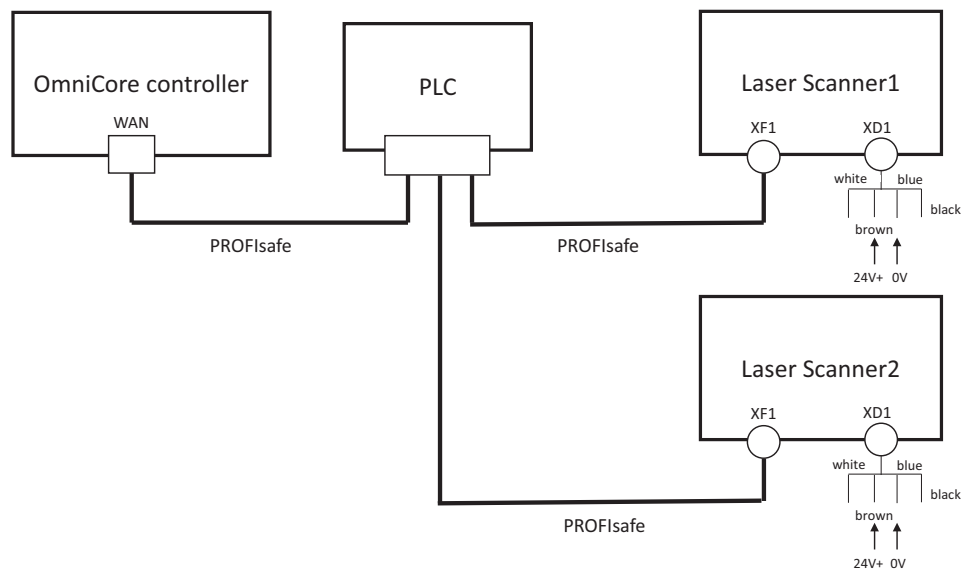 OmniCore controller
WAN
PLC
Laser Scanner1
XF1
XD1
white
blue
black
brown
24V+ 0V
PROFIsafe
PROFIsafe
Laser Scanner2
XF1
XD1
white
blue
black
brown
24V+ 0V
PROFIsafe